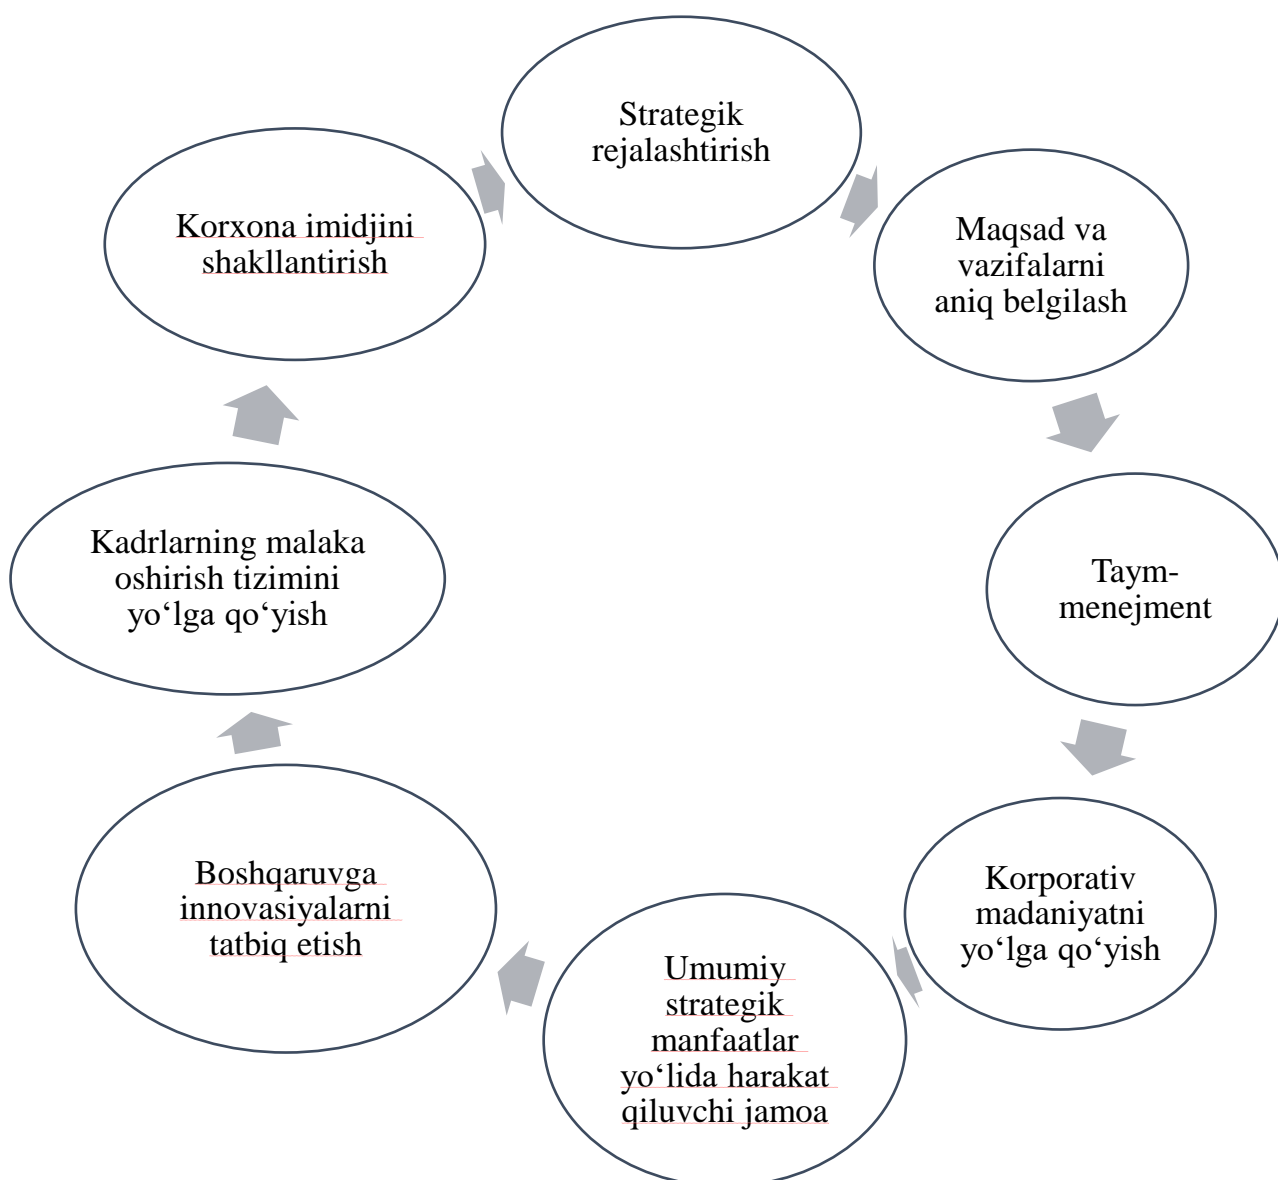 Strategik
rejalashtirish
Maqsad va
vazifalarni
aniq belgilash
Taym-
menejment
Korporativ
madaniyatni
yo‘lga qo‘yish
Umumiy
strategik
manfaatlar
yo‘lida harakat
qiluvchi jamoa
Boshqaruvga
innovasiyalarni
tatbiq etish
Kadrlarning malaka
oshirish tizimini
yo‘lga qo‘yish
Korxona imidjini
shakllantirish